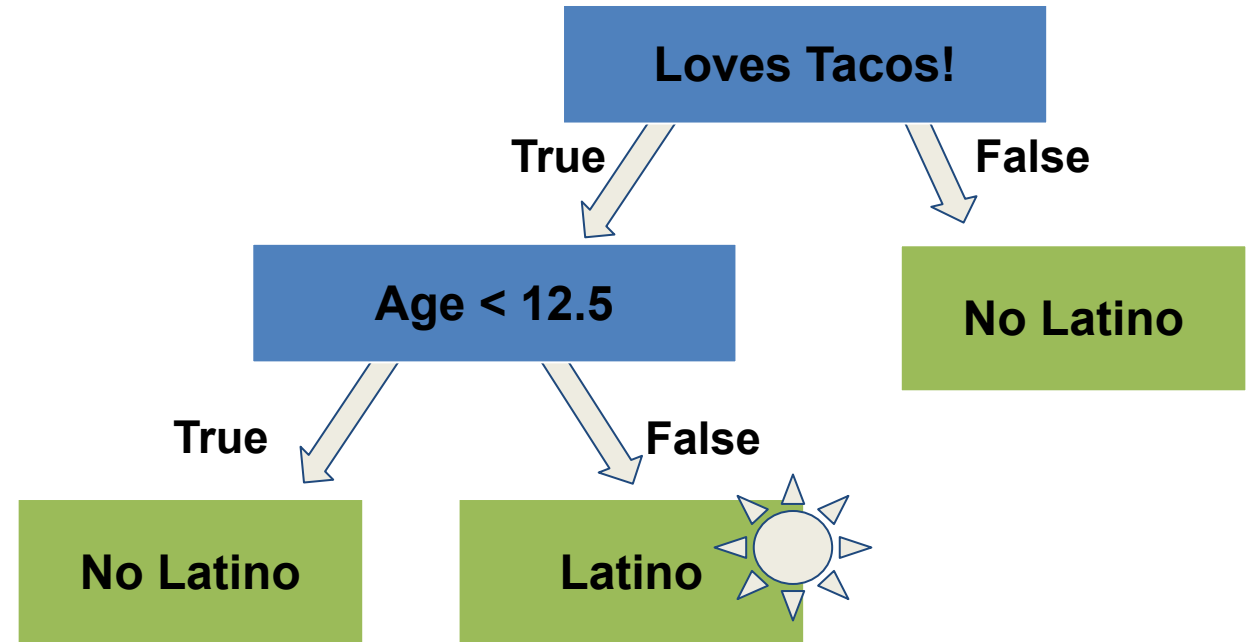 Loves Tacos!
True
False
Age < 12.5
No Latino
True
False
No Latino
Latino